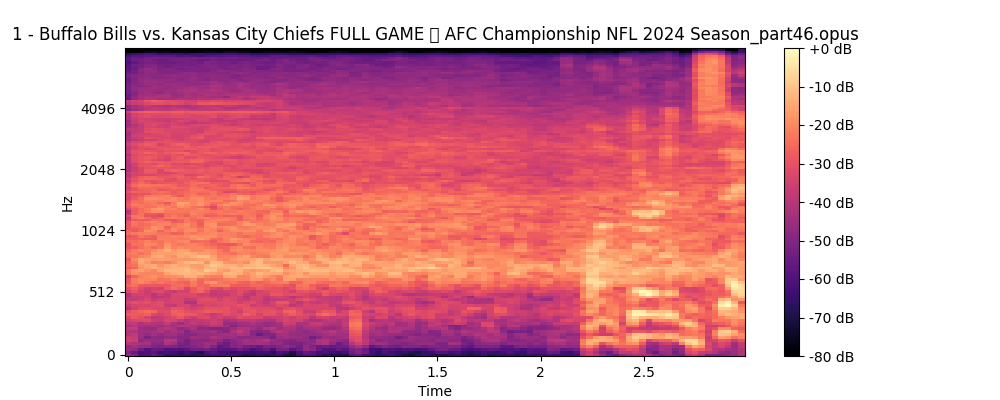 1 - Buffalo Bills vs. Kansas City Chiefs FULL GAME ▯ AFC Championship NFL 2024 Season_part46.opus
+0 dB
-10 dB
-20 dB
-30 dB
-40 dB
-50 dB
-60 dB
-70 dB
-80 dB
4096
2048
1024
512
0
Hz
0
0.5
1
1.5
2
2.5
Time